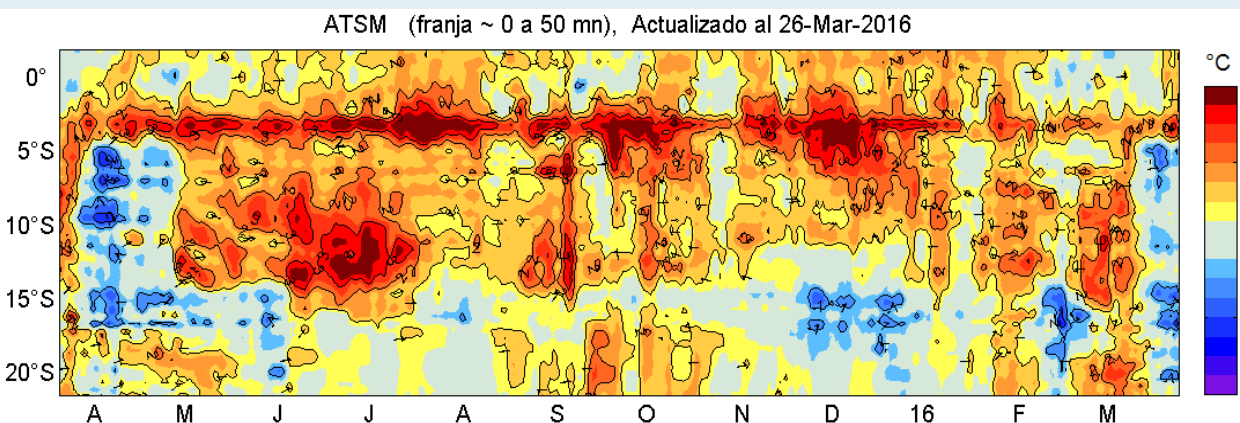 ATSM (franja ~ 0 a 50 mn), Actualizado al 26-Mar-2016
°C
0°
5°S
10°S
15°S
20°S
A M J J A S O N D 16 F M